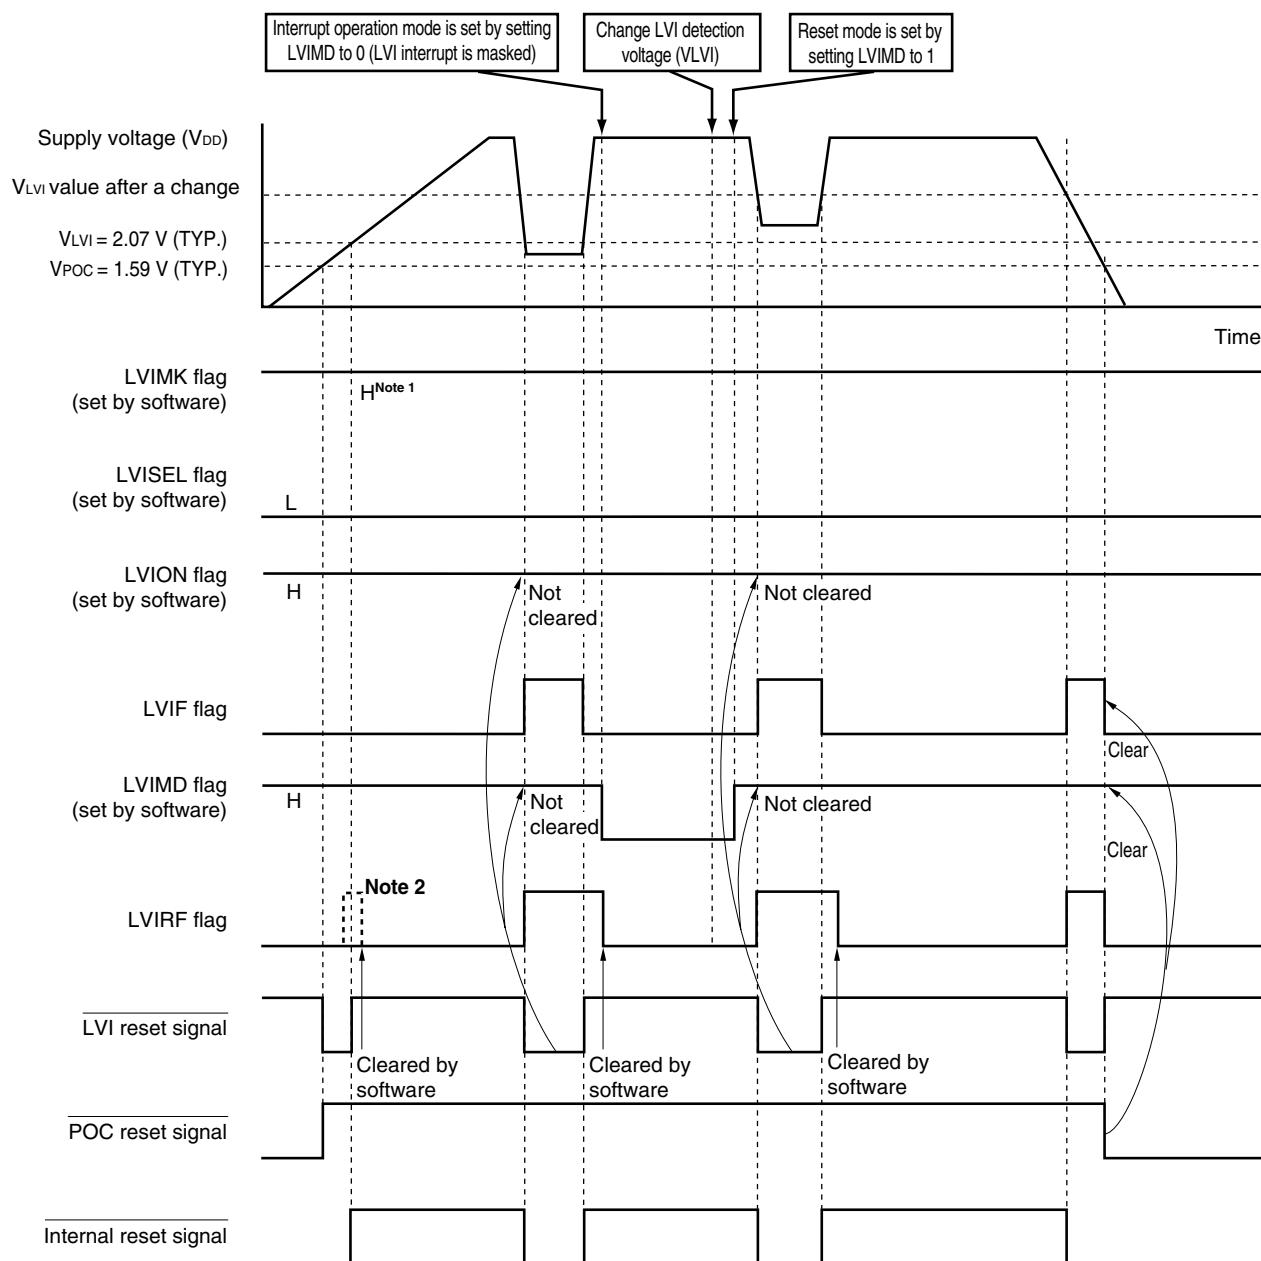 Interrupt operation mode is set by setting
LVIMD to 0 (LVI interrupt is masked)
Change LVI detection
voltage (VLVI)
Reset mode is set by
setting LVIMD to 1
Supply voltage (VDD)
VLVI value after a change
VLVI = 2.07 V (TYP.)
VPOC = 1.59 V (TYP.)
Time
LVIMK flag
(set by software)
H Note 1
LVISEL flag
(set by software)
L
LVION flag
(set by software)
H
Not
cleared
Not cleared
LVIF flag
Clear
LVIMD flag
(set by software)
H
Not
cleared
Not cleared
Clear
Note 2
LVIRF flag
LVI reset signal
Cleared by
software
Cleared by
software
Cleared by
software
POC reset signal
Internal reset signal